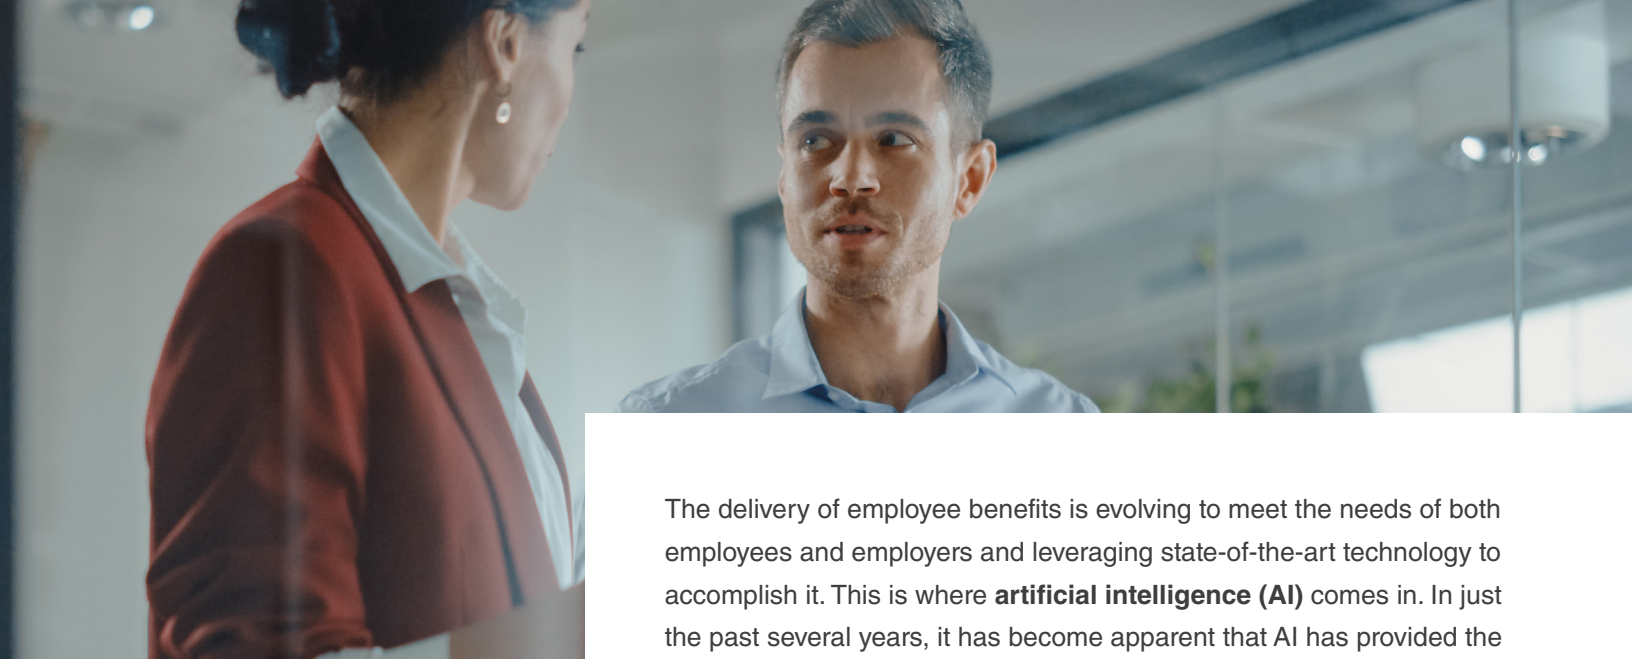 The delivery of employee benefits is evolving to meet the needs of both
employees and employers and leveraging state-of-the-art technology to
accomplish it. This is where artificial intelligence (AI) comes in. In just
the past several years, it has become apparent that AI has provided the